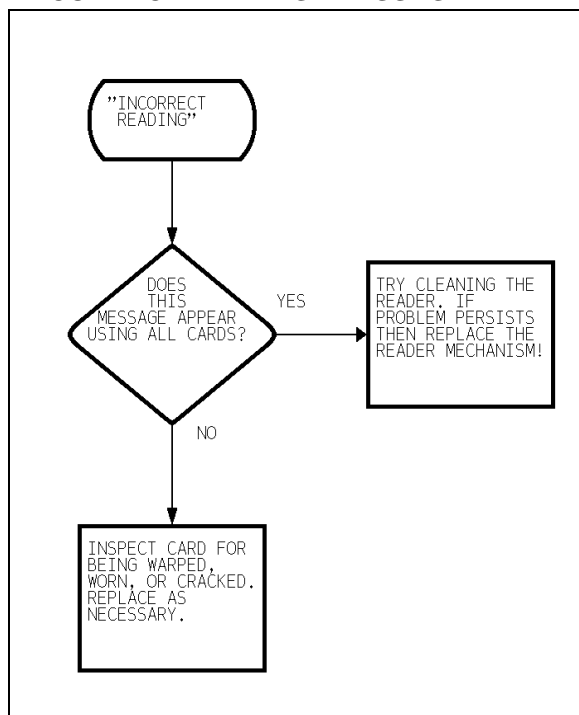 ”INCORRECT
READING”
DOES
THIS
MESSAGE APPEAR
USING ALL CARDS?
YES
TRY CLEANING THE
READER. IF
PROBLEM PERSISTS
THEN REPLACE THE
READER MECHANISM!
NO
INSPECT CARD FOR
BEING WARPED,
WORN, OR CRACKED.
REPLACE AS
NECESSARY.